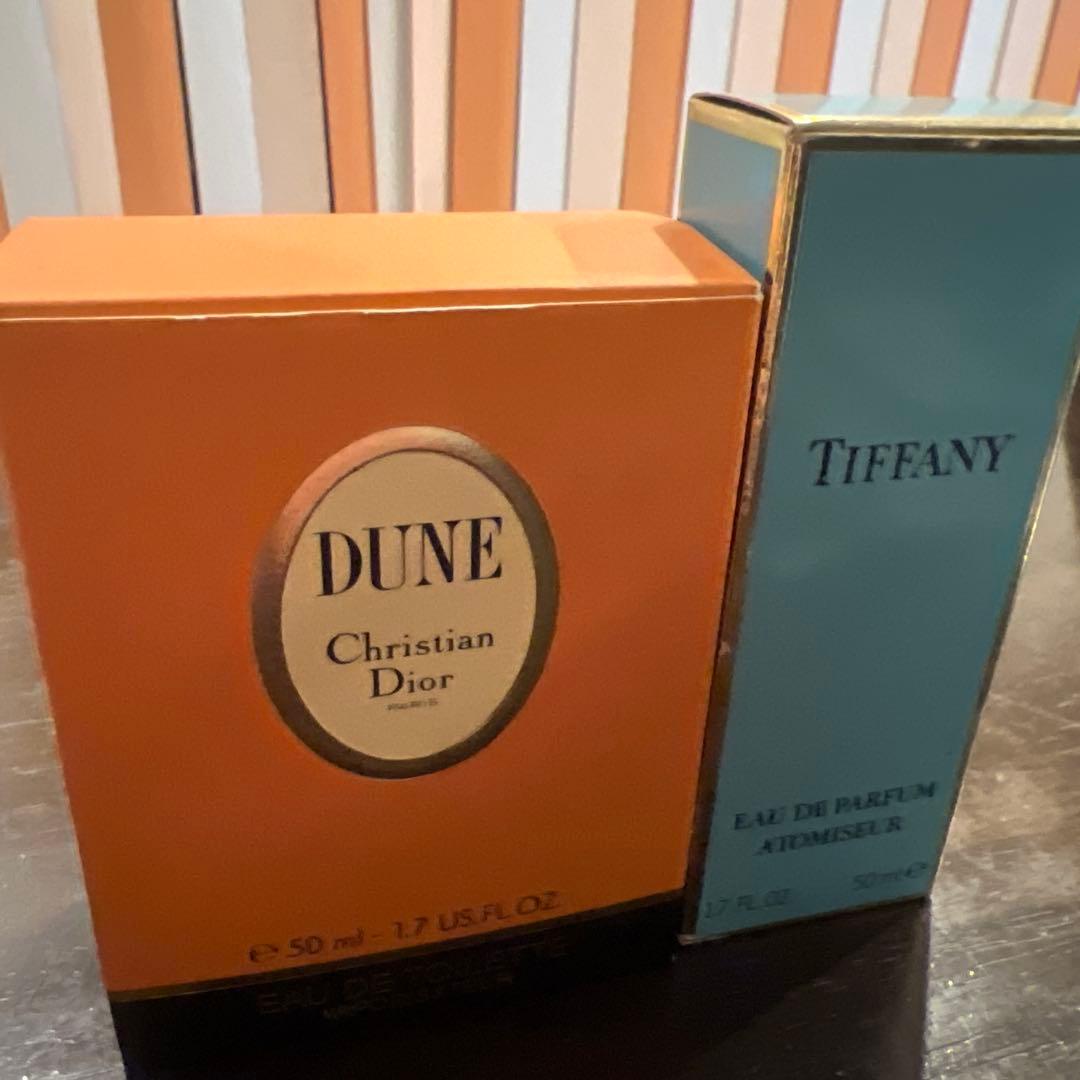 DUNE
Christian
Dior
℮ 50 ml - 1.7 US.FL.OZ
EAU DE TOILETTE
TIFFANY
EAU DE PARFUM
ATOMISEUR
1.7 FL.OZ 50 ml ℮